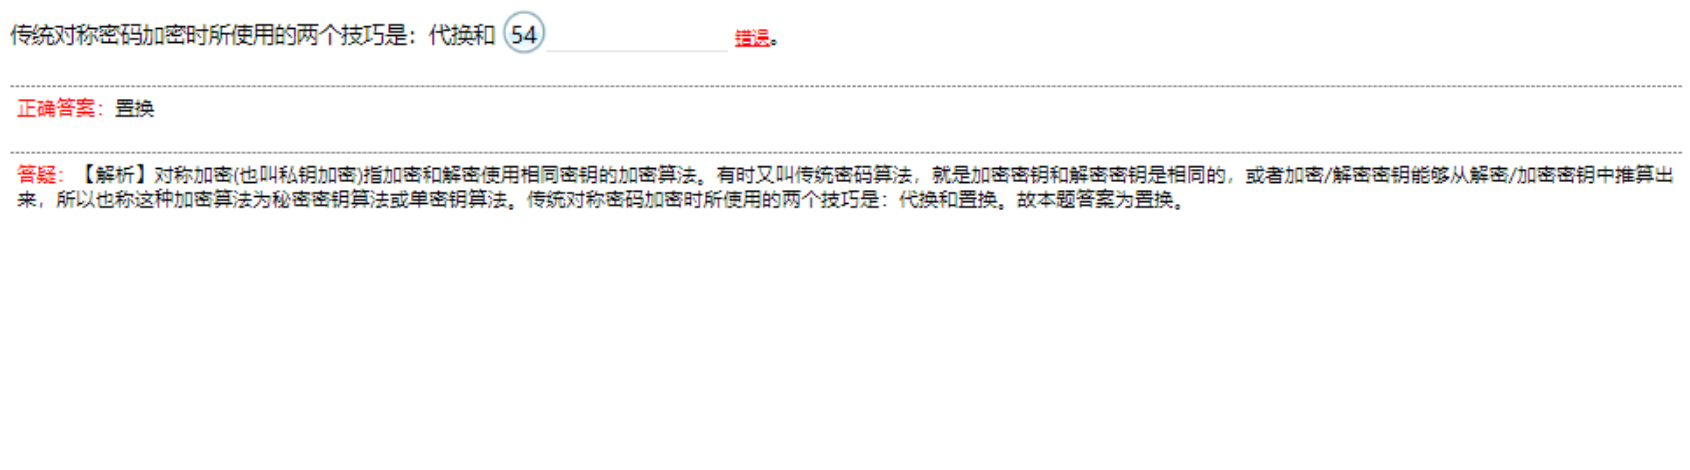 传统对称密码加密时所使用的两个技巧是：代换和 54 错误。
正确答案：置换
答疑：【解析】对称加密(也叫私钥加密)指加密和解密使用相同密钥的加密算法。有时又叫传统密码算法，就是加密密钥和解密密钥是相同的，或者加密/解密密钥能够从解密/加密密钥中推算出
来，所以也称这种加密算法为秘密密钥算法或单密钥算法。传统对称密码加密时所使用的两个技巧是：代换和置换。故本题答案为置换。